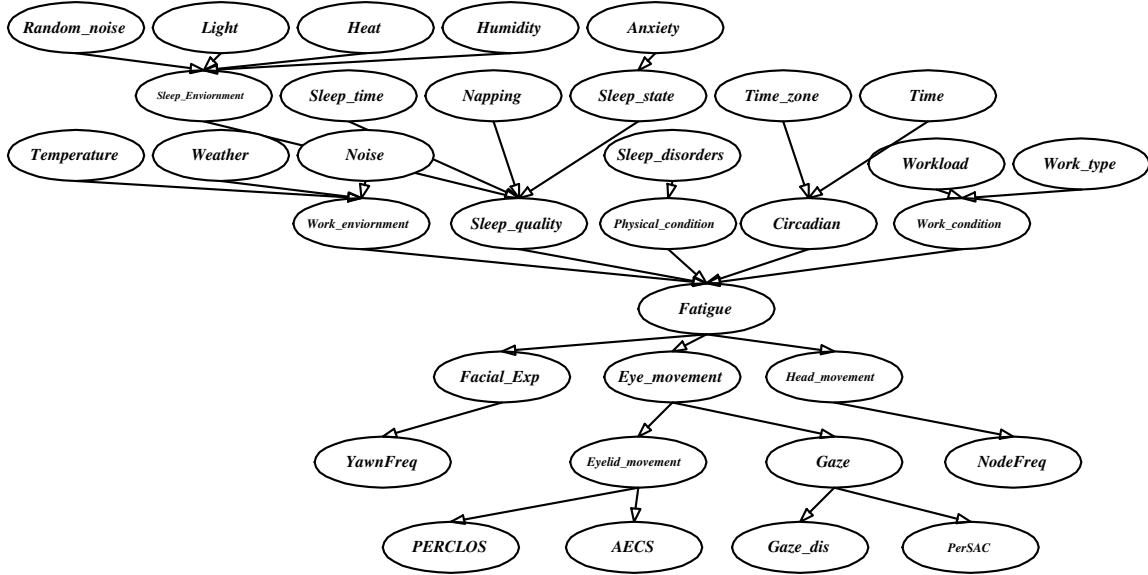 Random_noise
Light
Heat
Humidity
Anxiety
Sleep_Enviornment
Sleep_time
Napping
Sleep_state
Time_zone
Time
Temperature
Weather
Noise
Sleep_disorders
Workload
Work_type
Work_enviornment
Sleep_quality
Physical_condition
Circadian
Work_condition
Fatigue
Facial_Exp
Eye_movement
Head_movement
YawnFreq
Eyelid_movement
Gaze
NodeFreq
PERCLOS
AECS
Gaze_dis
PerSAC